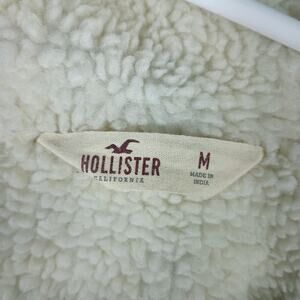 HOLLISTER
CALIFORNIA
M
MADE IN
INDIA